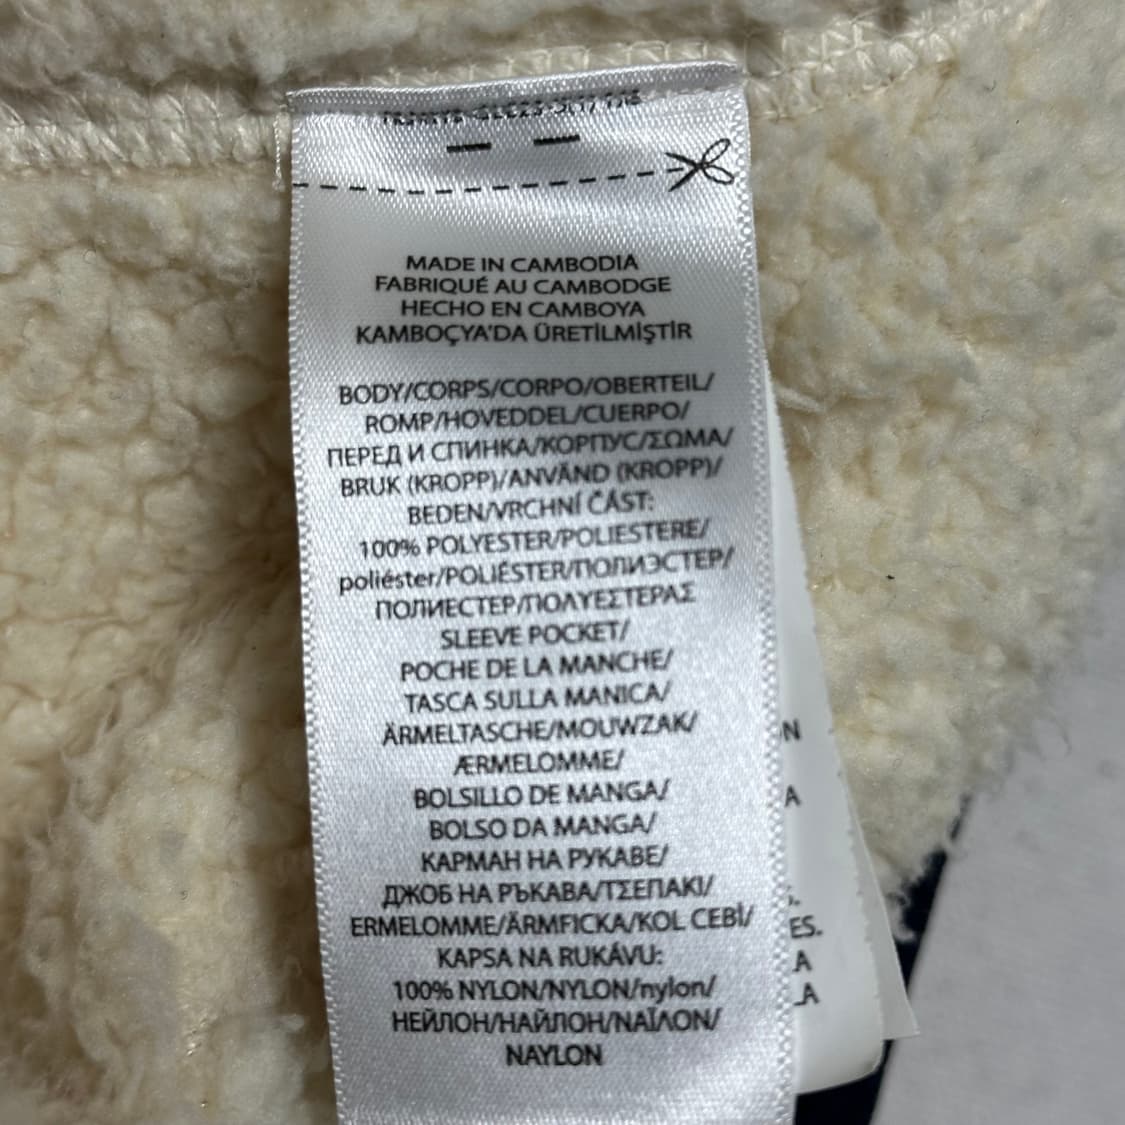 MADE IN CAMBODIA
FABRIQUÉ AU CAMBODGE
HECHO EN CAMBOYA
KAMBOÇYA'DA ÜRETİLMİŞTİR
BODY/CORPS/CORPO/OBERTEIL/
ROMP/HOVEDDEL/CUERPO/
ПЕРЕД И СПИНКА/КОРПУС/ΣΩΜΑ/
BRUK (KROPP)/ANVÄND (KROPP)/
BEDEN/VRCHNÍ ČÁST:
100% POLYESTER/POLIESTERE/
poliéster/POLIÉSTER/ПОЛИЭСТЕР/
ПОЛИЕСТЕР/ΠΟΛΥΕΣΤΕΡΑΣ
SLEEVE POCKET/
POCHE DE LA MANCHE/
TASCA SULLA MANICA/
ÄRMELTASCHE/MOUWZAK/
ÆRMELOMME/
BOLSILLO DE MANGA/
BOLSO DA MANGA/
КАРМАН НА РУКАВЕ/
ДЖОБ НА РЪКАВА/ΤΣΕΠΑΚΙ/
ERMELOMME/ÄRMFICKA/KOL CEBİ/
KAPSA NA RUKÁVU:
100% NYLON/NYLON/nylon/
НЕЙЛОН/НАЙЛОН/ΝΑΪΛΟΝ/
NAYLON